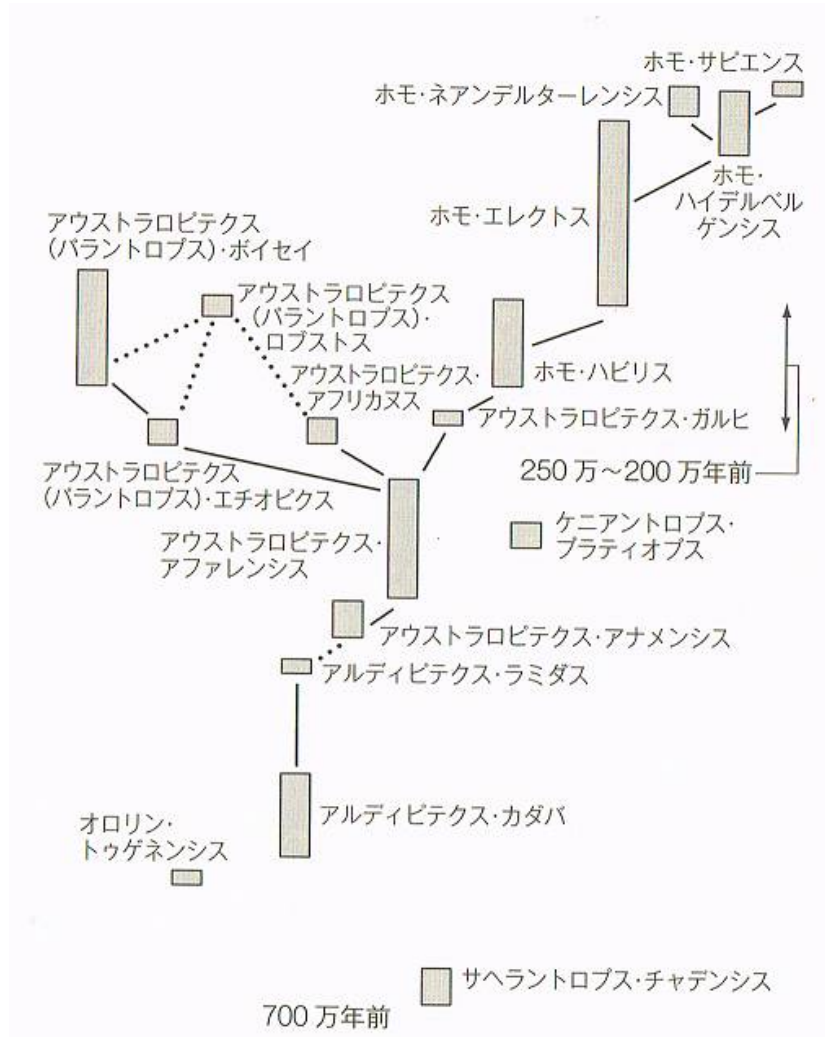 ホモ・サピエンス
ホモ・ネアンデルターレンシス
ホモ・
ハイデルベル
ゲンシス
ホモ・エレクトス
アウストラロピテクス
(パラントロプス)・ボイセイ
アウストラロピテクス
(パラントロプス)・
ロブストス
アウストラロピテクス・
アフリカヌス
ホモ・ハビリス
アウストラロピテクス・ガルヒ
アウストラロピテクス
(パラントロプス)・エチオピクス
250万〜200万年前
ケニアントロプス・
プラティオプス
アウストラロピテクス・
アファレンシス
アウストラロピテクス・アナメンシス
アルディピテクス・ラミダス
アルディピテクス・カダバ
オロリン・
トゥゲネンシス
サヘラントロプス・チャデンシス
700万年前